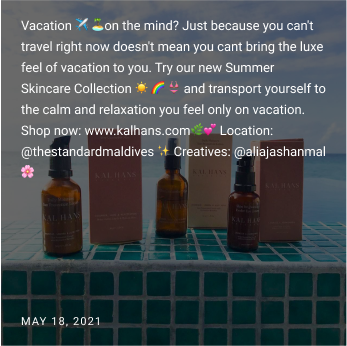 Vacation ✈️🏝️on the mind? Just because you can't
travel right now doesn't mean you cant bring the luxe
feel of vacation to you. Try our new Summer
Skincare Collection ☀️🌈👙 and transport yourself to
the calm and relaxation you feel only on vacation.
Shop now: www.kalhans.com🌿💕 Location:
@thestandardmaldives ✨ Creatives: @aliajashanmal
🌸
KALHANS
KALHANS
KALHANS
MAY 18, 2021